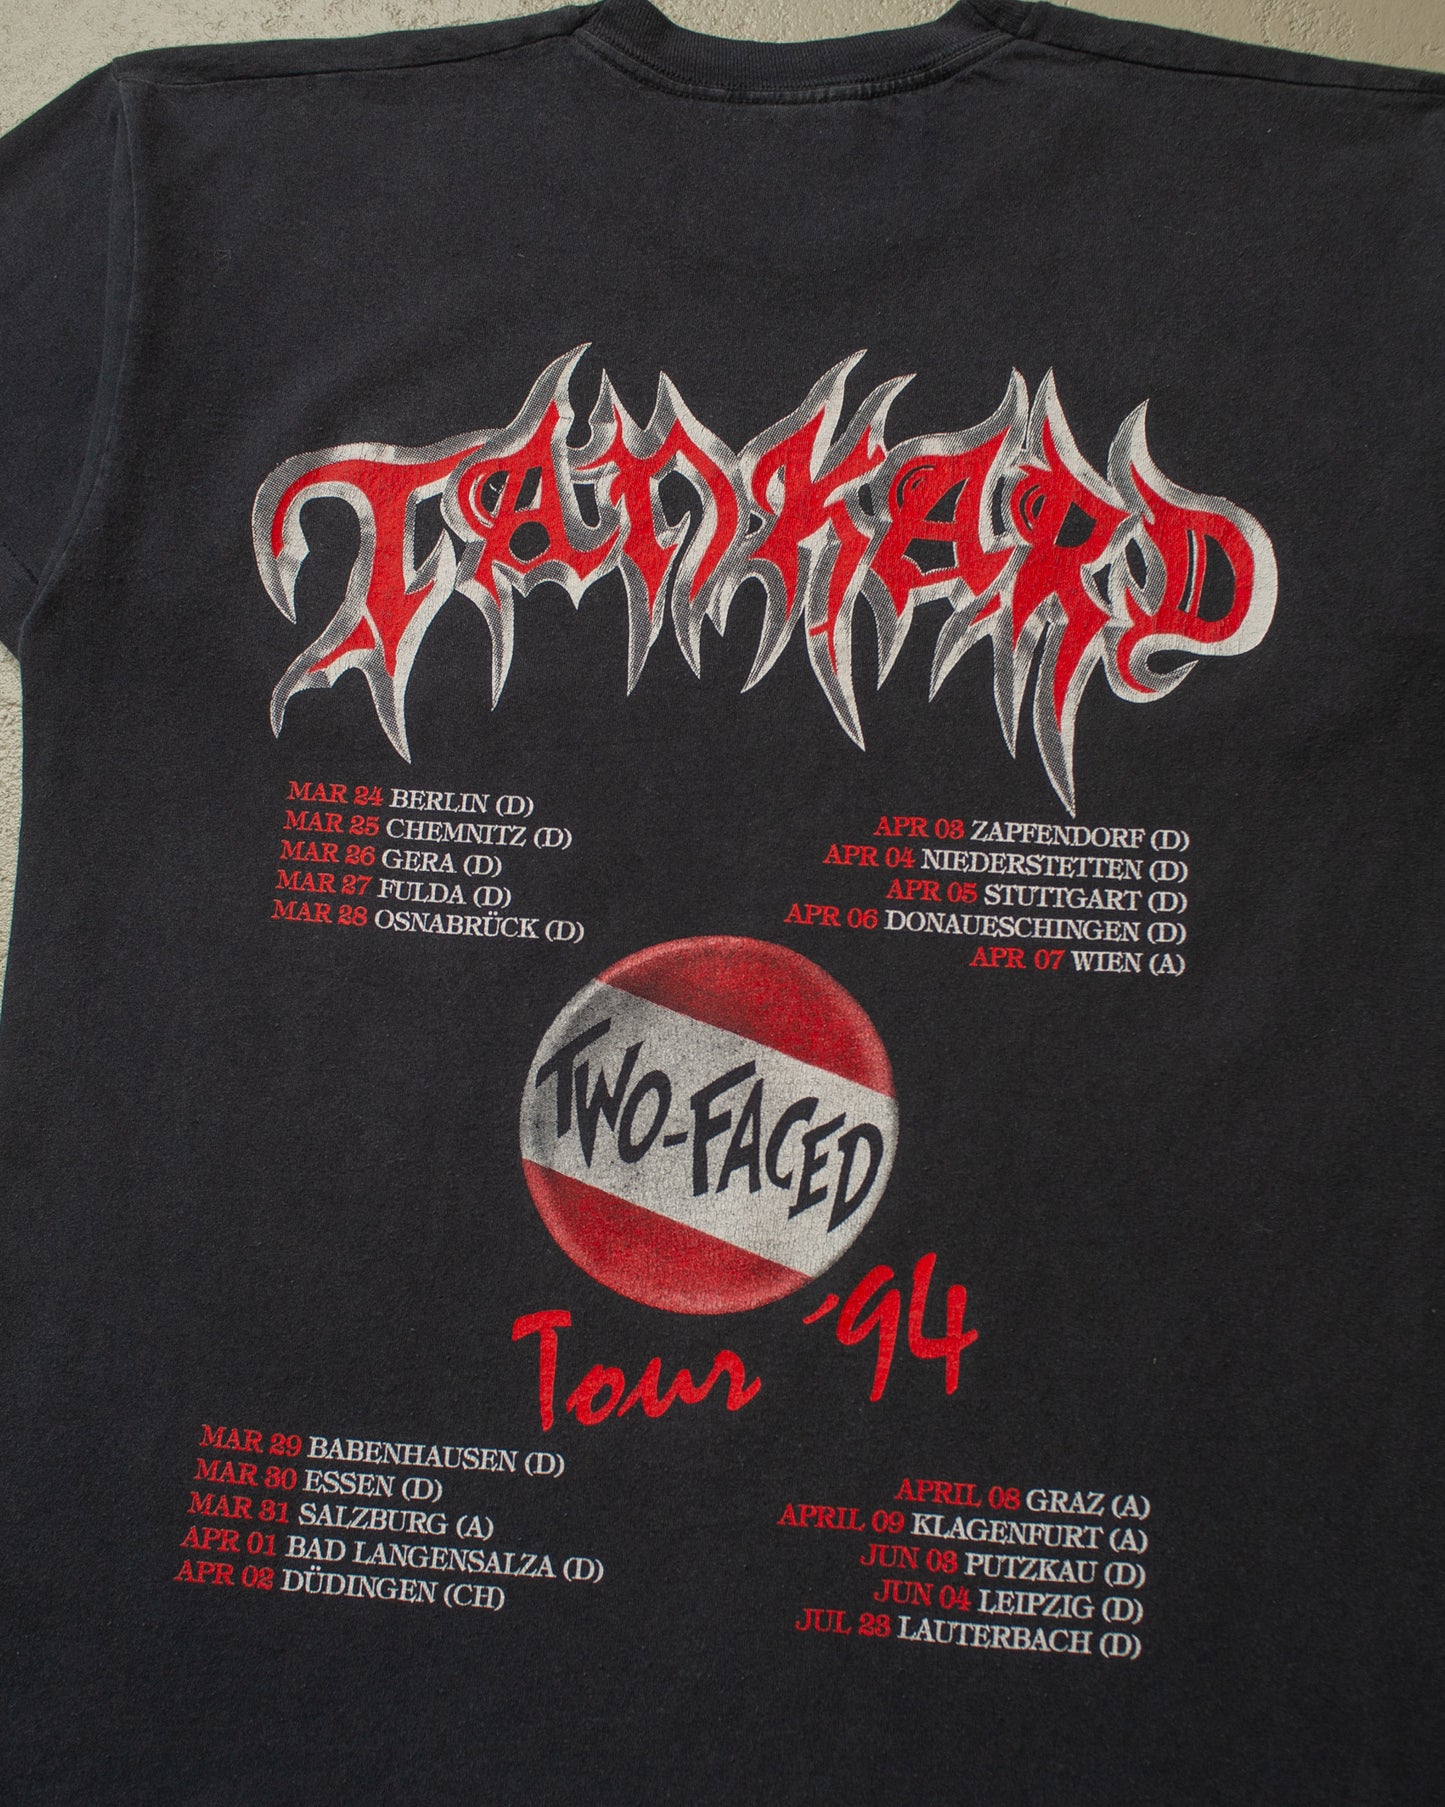 TANKARD
MAR 24 BERLIN (D)
MAR 25 CHEMNITZ (D)
MAR 26 GERA (D)
MAR 27 FULDA (D)
MAR 28 OSNABRÜCK (D)
APR 03 ZAPFENDORF (D)
APR 04 NIEDERSTETTEN (D)
APR 05 STUTTGART (D)
APR 06 DONAUESCHINGEN (D)
APR 07 WIEN (A)
TWO-FACED
Tour '94
MAR 29 BABENHAUSEN (D)
MAR 30 ESSEN (D)
MAR 31 SALZBURG (A)
APR 01 BAD LANGENSALZA (D)
APR 02 DÜDINGEN (CH)
APRIL 08 GRAZ (A)
APRIL 09 KLAGENFURT (A)
JUN 03 PUTZKAU (D)
JUN 04 LEIPZIG (D)
JUL 23 LAUTERBACH (D)